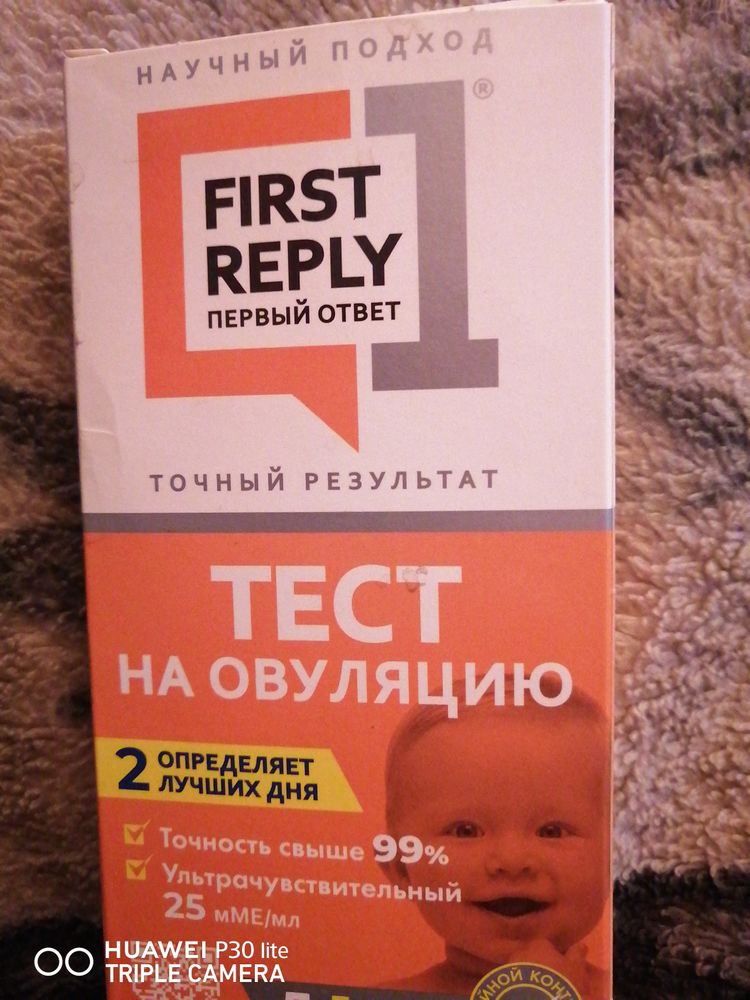 НАУЧНЫЙ ПОДХОД
1®
FIRST
REPLY
ПЕРВЫЙ ОТВЕТ
ТОЧНЫЙ РЕЗУЛЬТАТ
ТЕСТ
НА ОВУЛЯЦИЮ
2 ОПРЕДЕЛЯЕТ
ЛУЧШИХ ДНЯ
Точность свыше 99%
Ультрачувствительный
25 мМЕ/мл
HUAWEI P30 lite
TRIPLE CAMERA